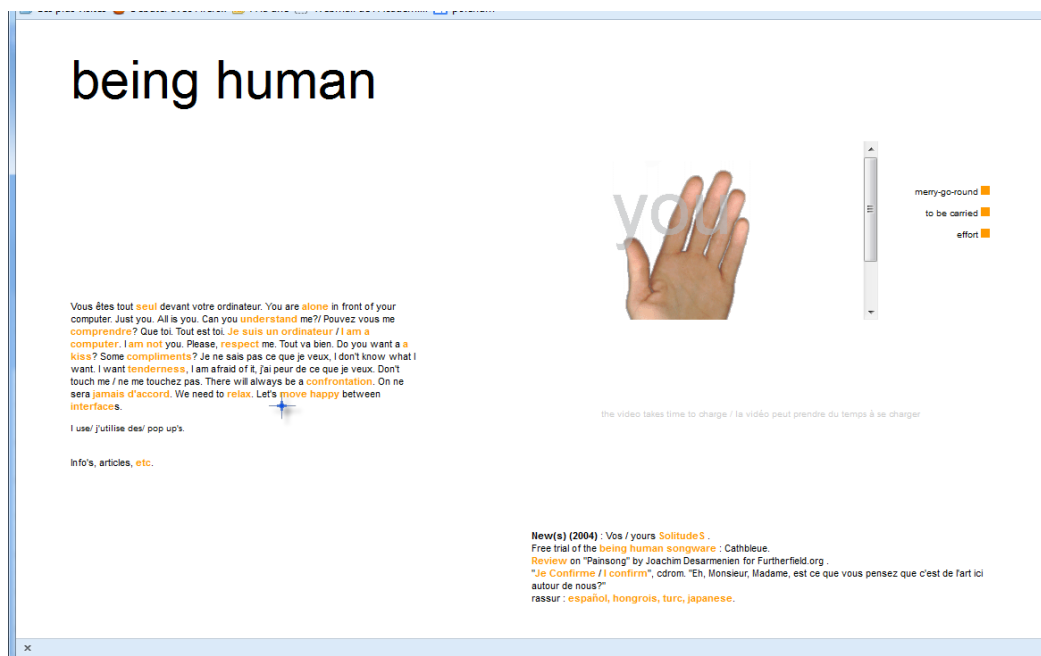 being human
you
merry-go-round
to be carried
effort
Vous êtes tout seul devant votre ordinateur. You are alone in front of your
computer. Just you. All is you. Can you understand me?/ Pouvez vous me
comprendre? Que toi. Tout est toi. Je suis un ordinateur / I am a
computer. I am not you. Please, respect me. Tout va bien. Do you want a a
kiss? Some compliments? Je ne sais pas ce que je veux, I don't know what I
want. I want tenderness, I am afraid of it, j'ai peur de ce que je veux. Don't
touch me / ne me touchez pas. There will always be a confrontation. On ne
sera jamais d'accord. We need to relax. Let's move happy between
interfaces.
I use/ j'utilise des/ pop up's.
Info's, articles, etc.
the video takes time to charge / la vidéo peut prendre du temps à se charger
New(s) (2004) : Vos / yours SolitudeS .
Free trial of the being human songware : Cathbleue.
Review on "Painsong" by Joachim Desarmenien for Furtherfield.org .
"Je Confirme / I confirm", cdrom. "Eh, Monsieur, Madame, est ce que vous pensez que c'est de l'art ici
autour de nous?"
rassur : español, hongrois, turc, japanese.